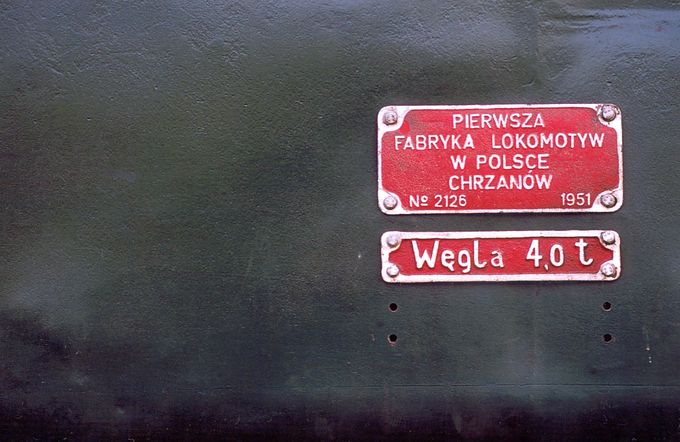 PIERWSZA
FABRYKA LOKOMOTYW
W POLSCE
CHRZANÓW
№ 2126 1951
Węgla 4,0 t